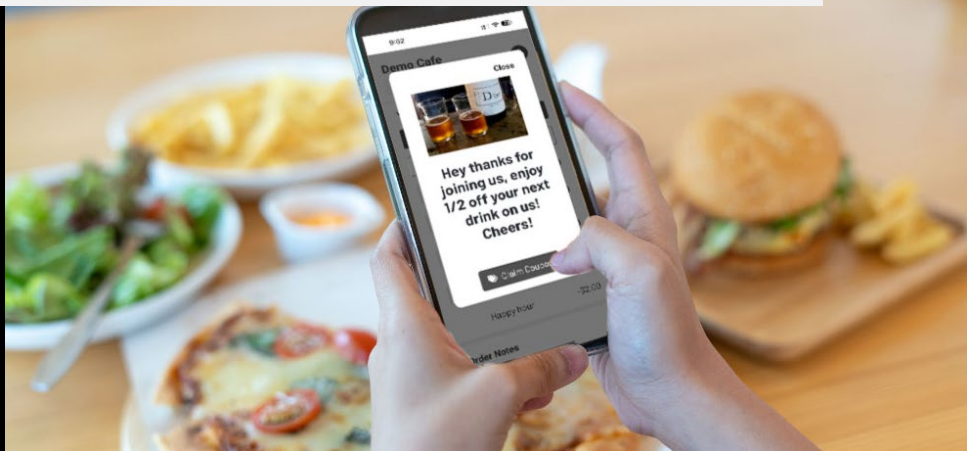 9:02
Demo Cafe
Close
D
Hey thanks for
joining us, enjoy
1/2 off your next
drink on us!
Cheers!
Claim Coupon
Happy hour
-$2.00
Order Notes